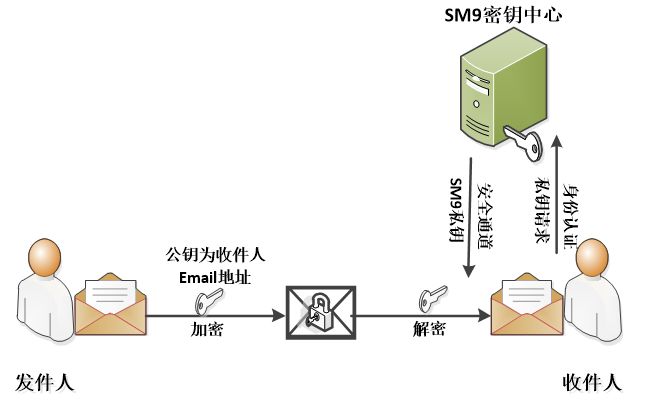 SM9密钥中心
安全通道
SM9私钥
身份认证
私钥请求
公钥为收件人
Email地址
加密
解密
发件人
收件人